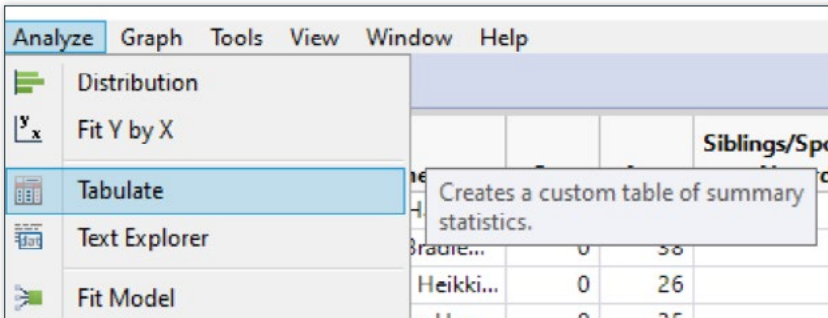 Analyze Graph Tools View Window Help
Distribution
y x Fit Y by X
Siblings/Spo
Tabulate
Creates a custom table of summary
statistics.
dat Text Explorer
0 38
Heikki... 0 26
Fit Model